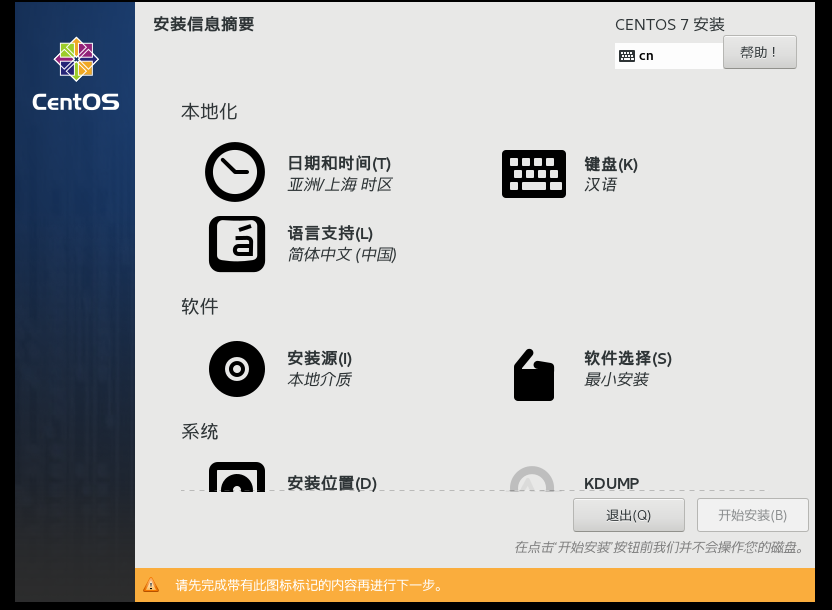 安装信息摘要
CENTOS 7 安装
cn
帮助！
CentOS
本地化
日期和时间(T)
亚洲/上海 时区
键盘(K)
汉语
语言支持(L)
简体中文 (中国)
软件
安装源(I)
本地介质
软件选择(S)
最小安装
系统
安装位置(D)
KDUMP
退出(Q)
开始安装(B)
在点击'开始安装'按钮前我们并不会操作您的磁盘。
请先完成带有此图标标记的内容再进行下一步。